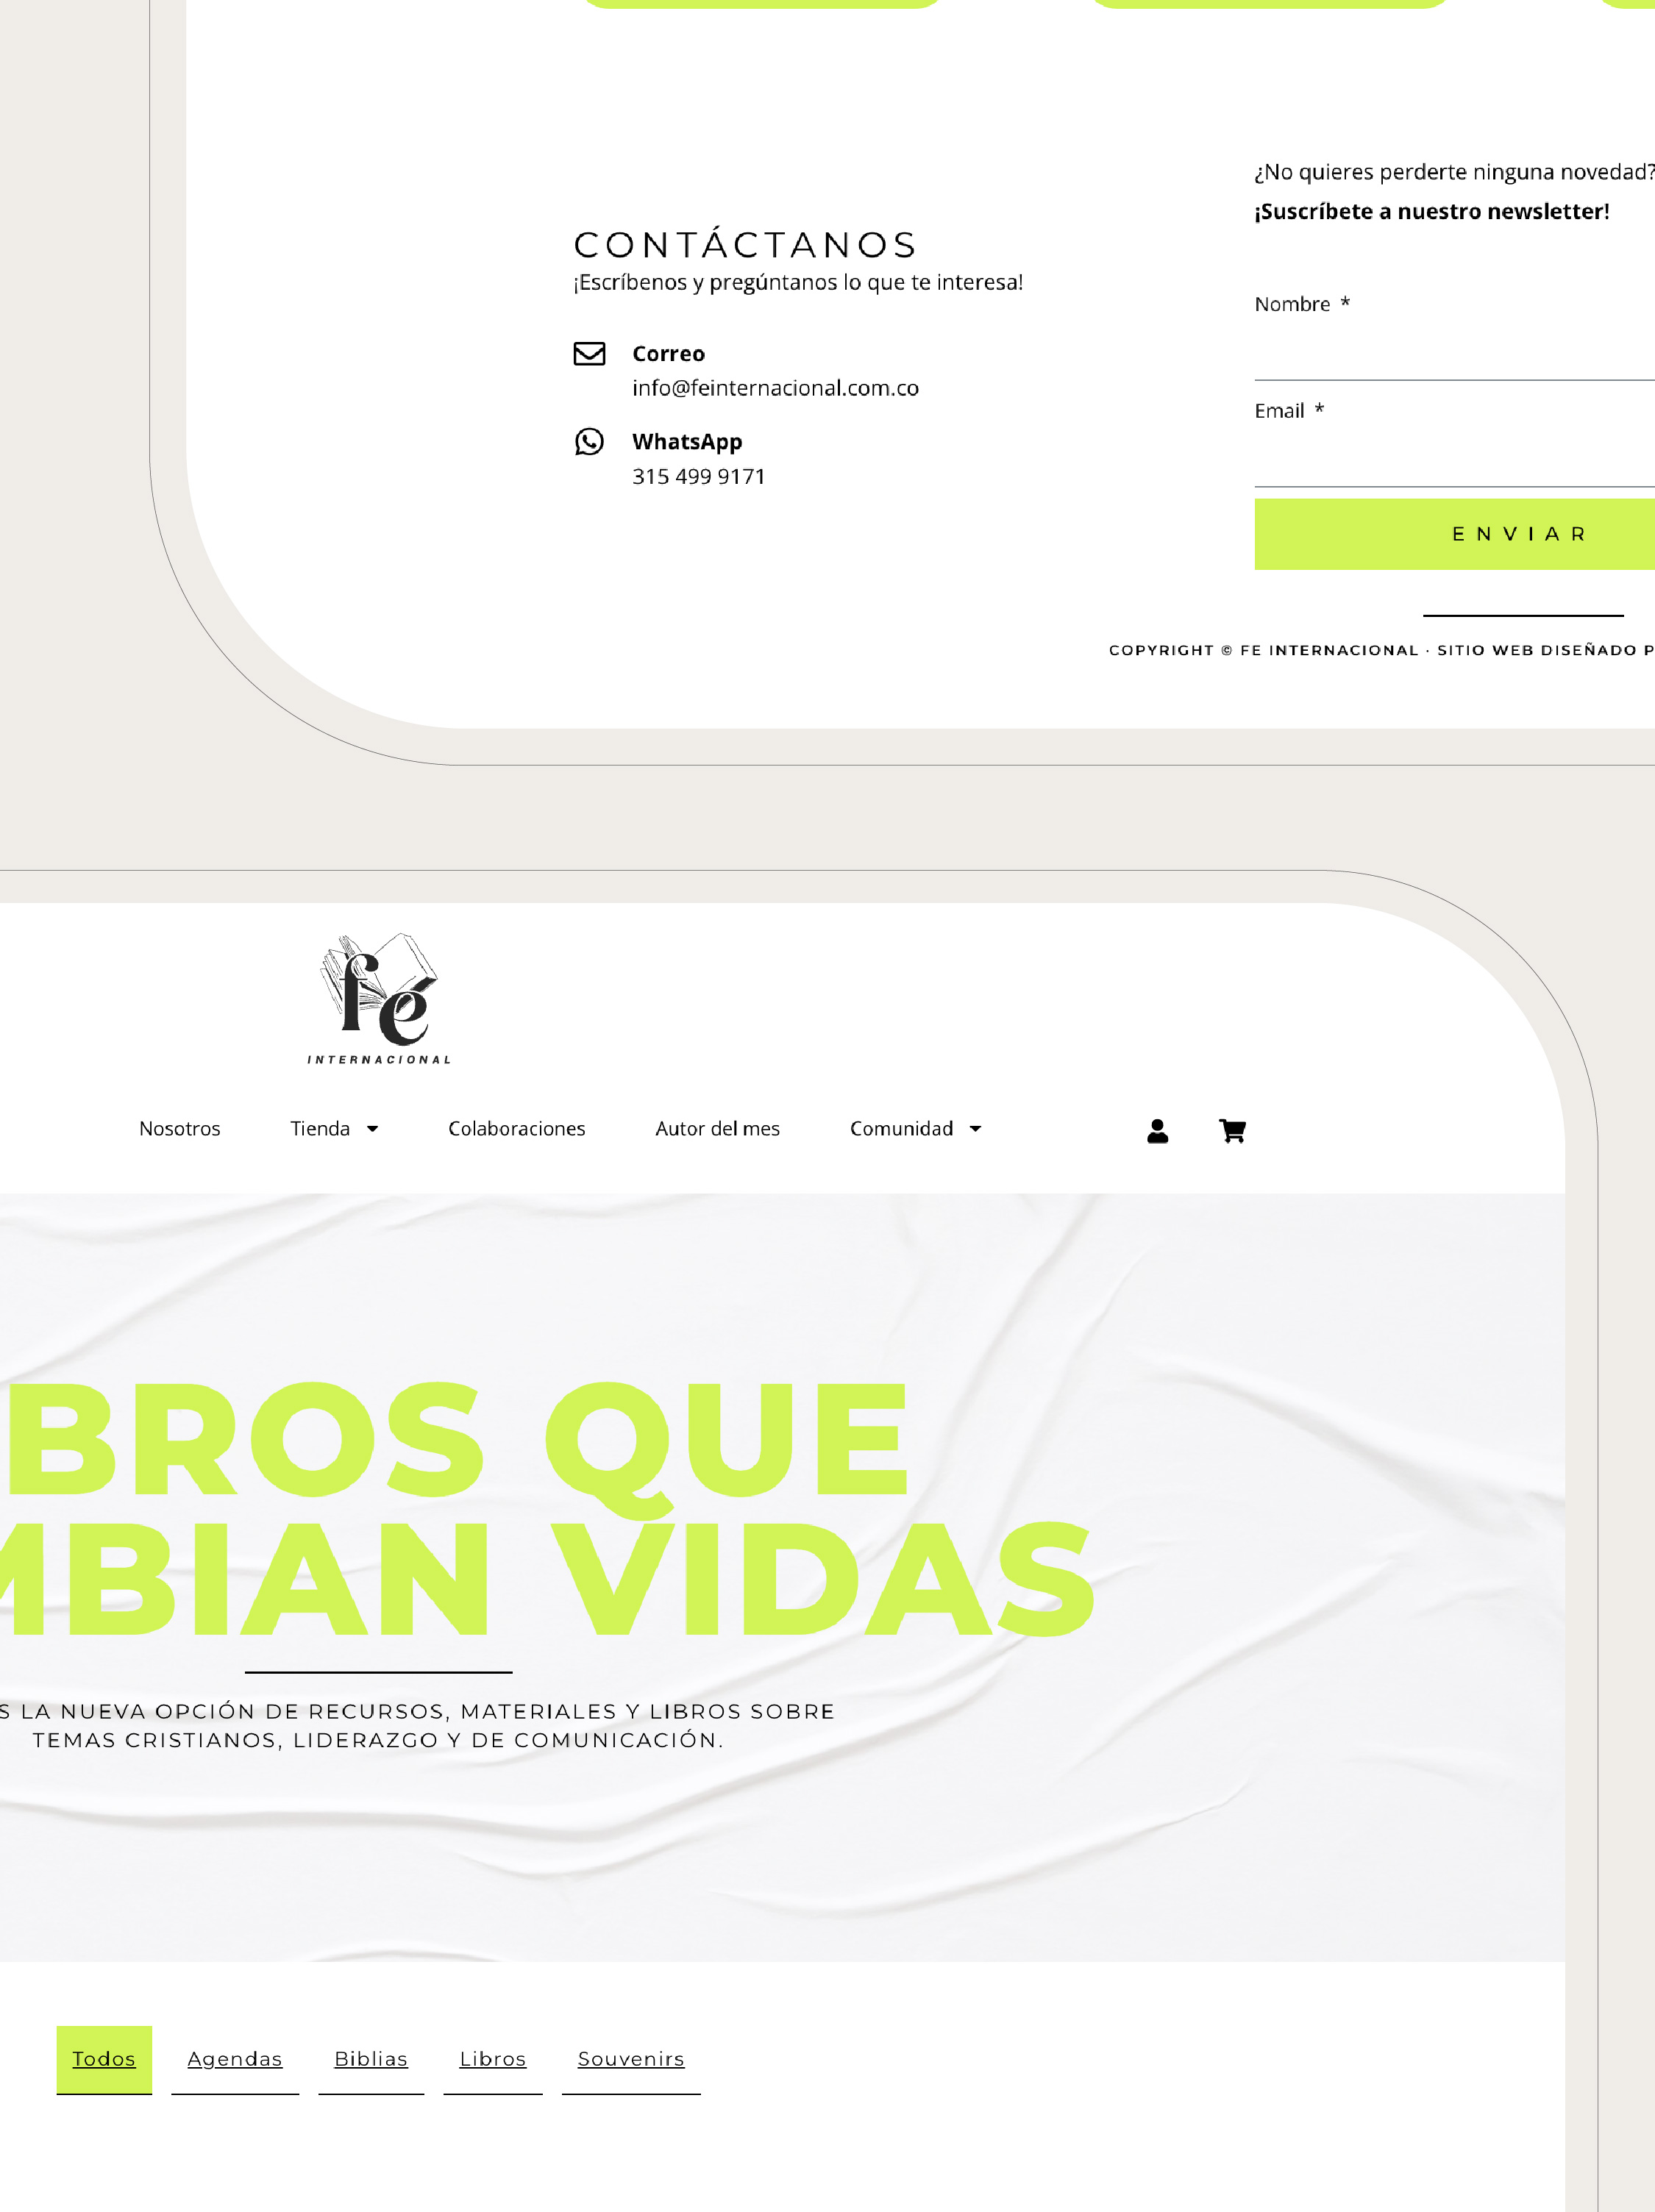 ¿No quieres perderte ninguna novedad?
¡Suscríbete a nuestro newsletter!
CONTÁCTANOS
¡Escríbenos y pregúntanos lo que te interesa!
Correo
info@feinternacional.com.co
WhatsApp
315 499 9171
Nombre *
Email *
ENVIAR
COPYRIGHT © FE INTERNACIONAL · SITIO WEB DISEÑADO P
fe
INTERNACIONAL
Nosotros Tienda Colaboraciones Autor del mes Comunidad
BROS QUE
MBIAN VIDAS
S LA NUEVA OPCIÓN DE RECURSOS, MATERIALES Y LIBROS SOBRE
TEMAS CRISTIANOS, LIDERAZGO Y DE COMUNICACIÓN.
Todos Agendas Biblias Libros Souvenirs